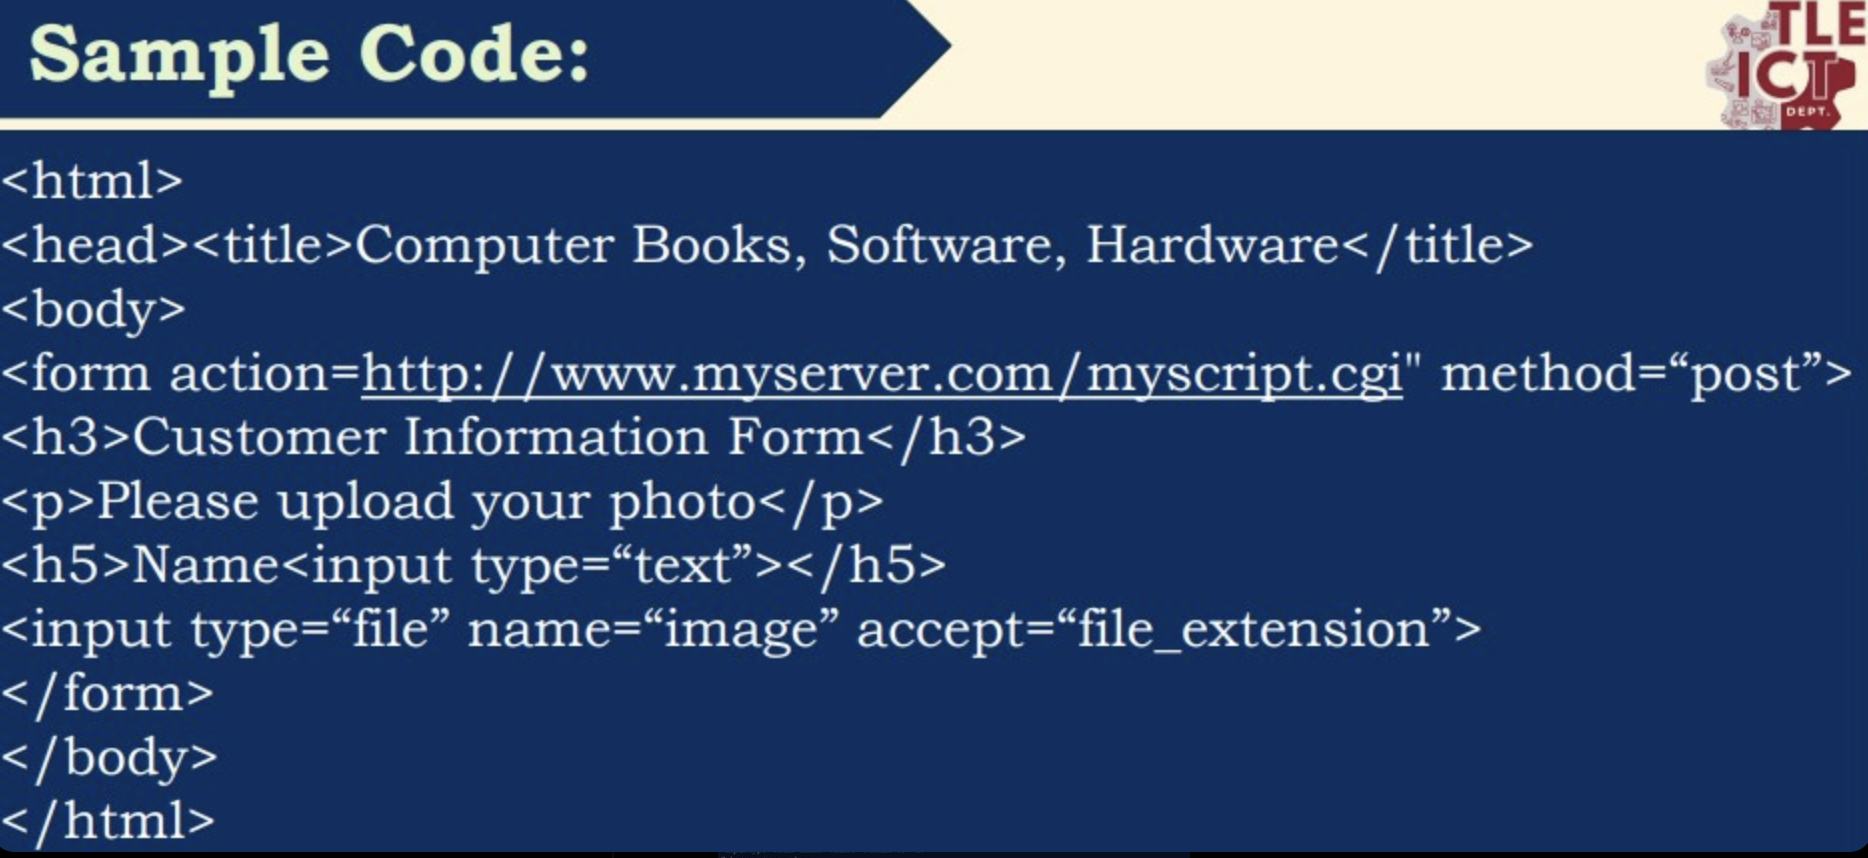 Sample Code:
TLE
ICT
DEPT.
<html>
<head><title>Computer Books, Software, Hardware</title>
<body>
<form action=http://www.myserver.com/myscript.cgi" method=“post”>
<h3>Customer Information Form</h3>
<p>Please upload your photo</p>
<h5>Name<input type=“text”></h5>
<input type=“file” name=“image” accept=“file_extension”>
</form>
</body>
</html>